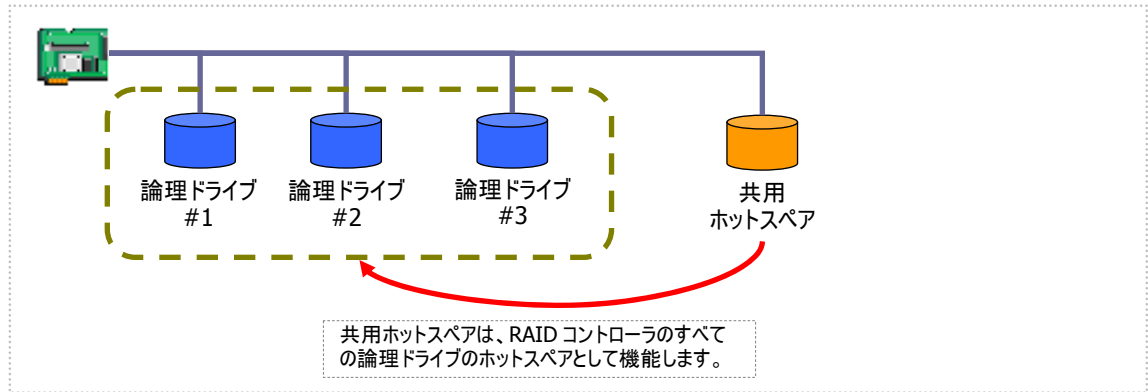 論理ドライブ
#1
論理ドライブ
#2
論理ドライブ
#3
共用
ホットスペア
共用ホットスペアは、RAID コントローラのすべて
の論理ドライブのホットスペアとして機能します。